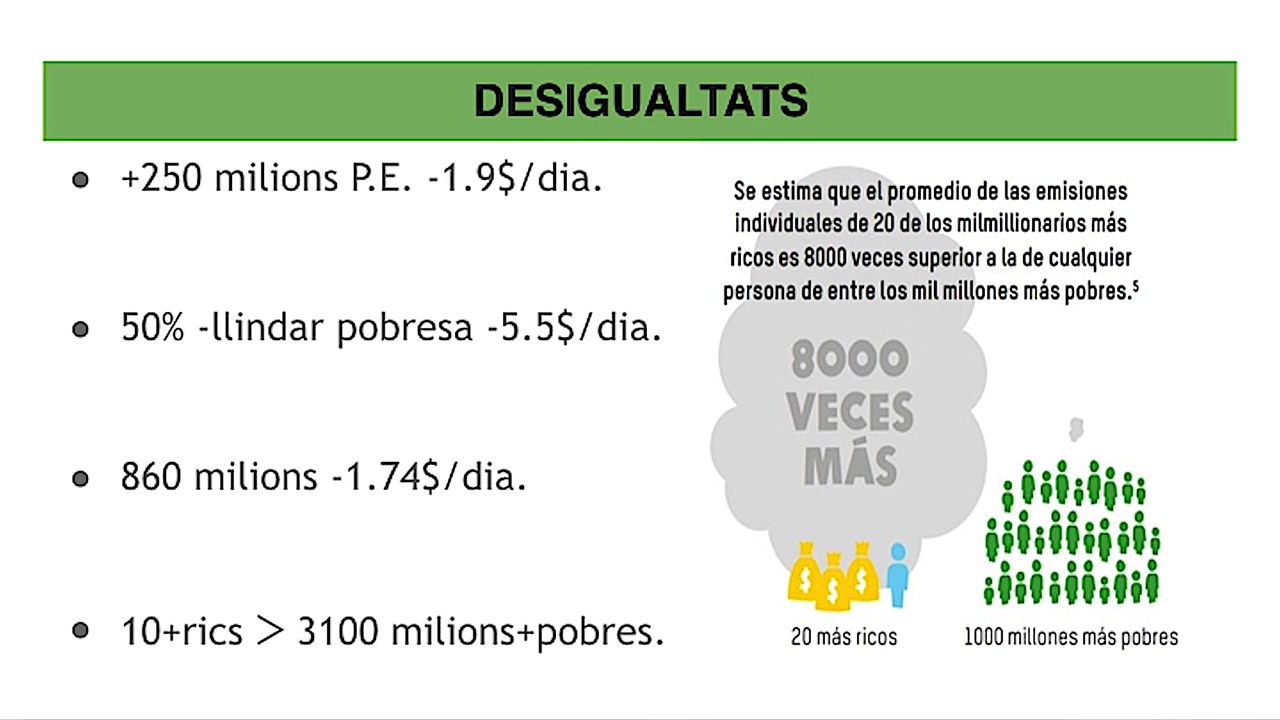 DESIGUALTATS
● +250 milions P.E. -1.9$/dia.
● 50% -llindar pobresa -5.5$/dia.
● 860 milions -1.74$/dia.
● 10+rics > 3100 milions+pobres.
Se estima que el promedio de las emisiones
individuales de 20 de los milmillionarios más
ricos es 8000 veces superior a la de cualquier
persona de entre los mil millones más pobres.⁵
8000
VECES
MÁS
$ $ $
20 más ricos
1000 millones más pobres